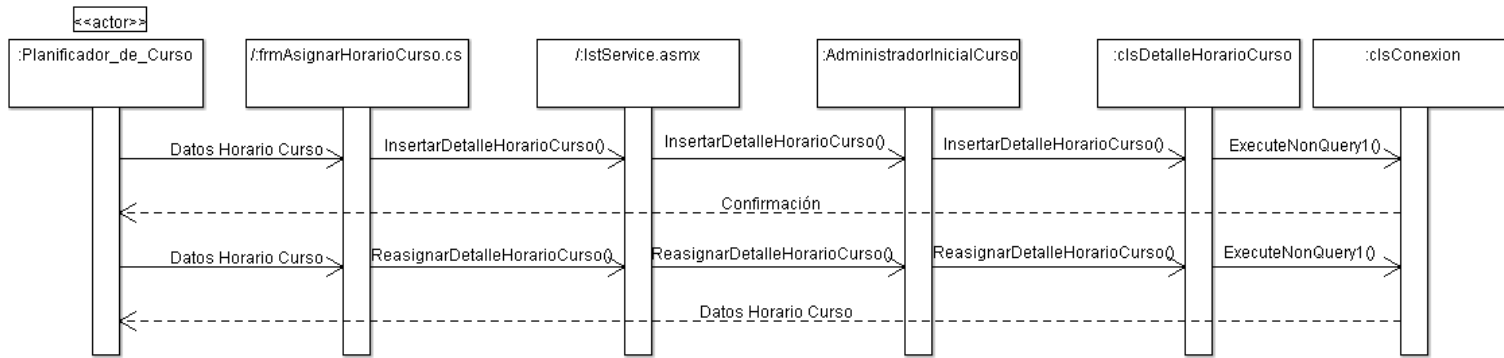 <<actor>>
:Planificador_de_Curso
/:frmAsignarHorarioCurso.cs
/:IstService.asmx
:AdministradorInicialCurso
:clsDetalleHorarioCurso
:clsConexion
Datos Horario Curso
InsertarDetalleHorarioCurso()
InsertarDetalleHorarioCurso()
InsertarDetalleHorarioCurso()
ExecuteNonQuery1()
Confirmación
Datos Horario Curso
ReasignarDetalleHorarioCurso()
ReasignarDetalleHorarioCurso()
ReasignarDetalleHorarioCurso()
ExecuteNonQuery1()
Datos Horario Curso